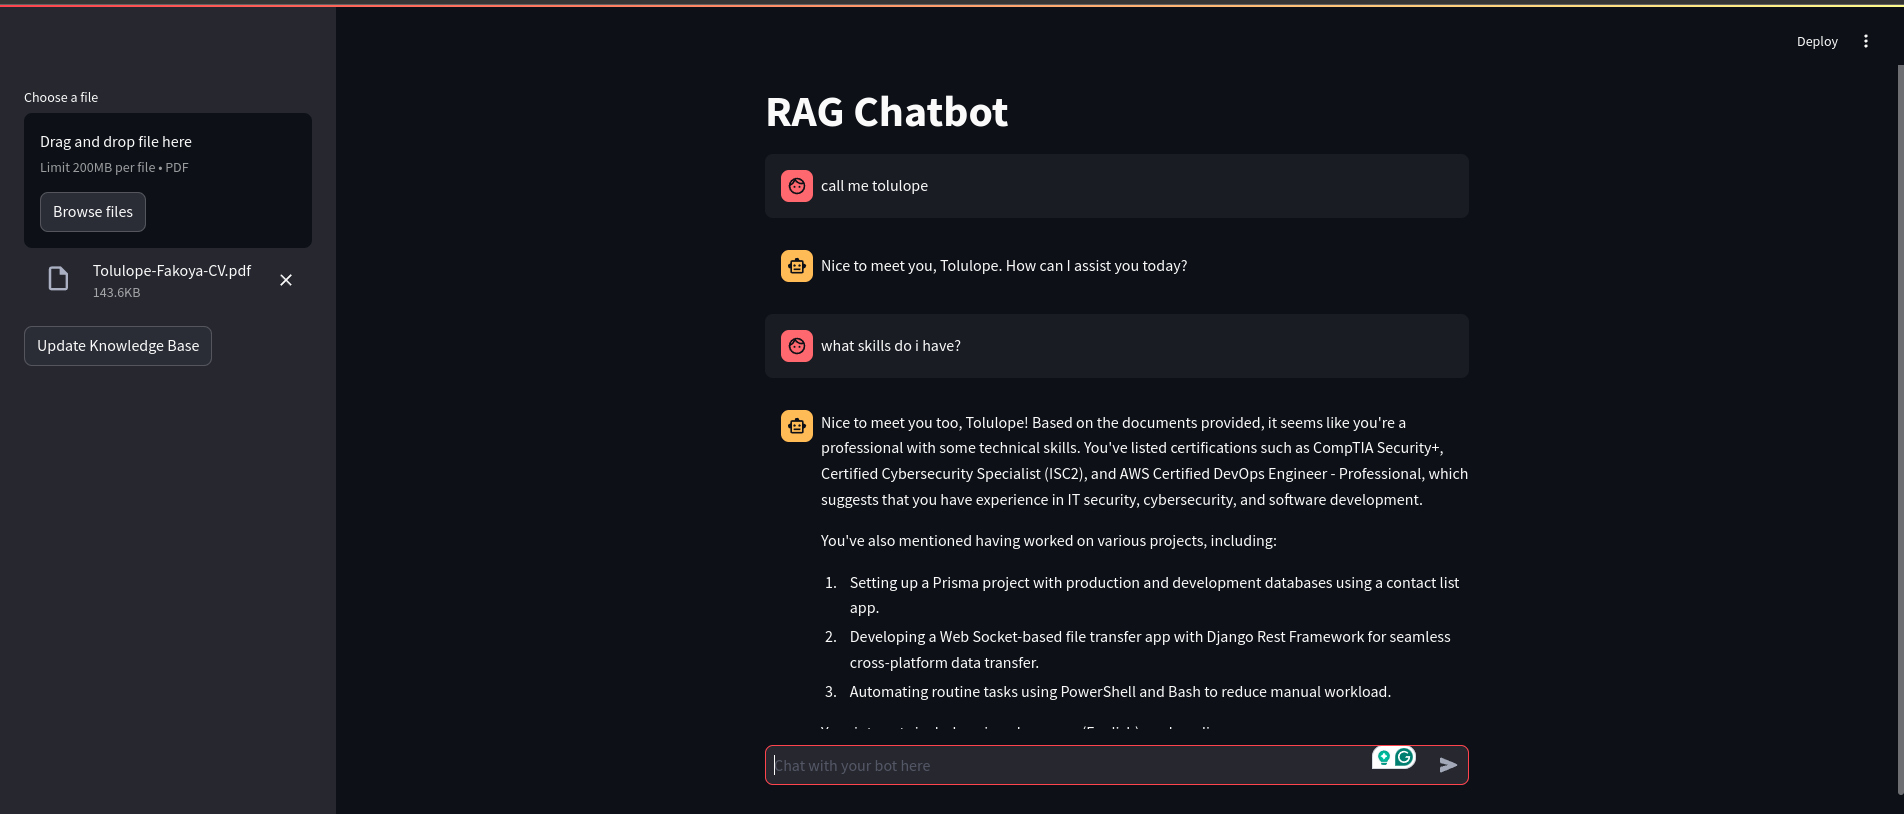 Deploy
Choose a file
Drag and drop file here
Limit 200MB per file • PDF
Browse files
Tolulope-Fakoya-CV.pdf
143.6KB
Update Knowledge Base
RAG Chatbot
call me tolulope
Nice to meet you, Tolulope. How can I assist you today?
what skills do i have?
Nice to meet you too, Tolulope! Based on the documents provided, it seems like you're a
professional with some technical skills. You've listed certifications such as CompTIA Security+,
Certified Cybersecurity Specialist (ISC2), and AWS Certified DevOps Engineer - Professional, which
suggests that you have experience in IT security, cybersecurity, and software development.
You've also mentioned having worked on various projects, including:
1. Setting up a Prisma project with production and development databases using a contact list
app.
2. Developing a Web Socket-based file transfer app with Django Rest Framework for seamless
cross-platform data transfer.
3. Automating routine tasks using PowerShell and Bash to reduce manual workload.
Chat with your bot here